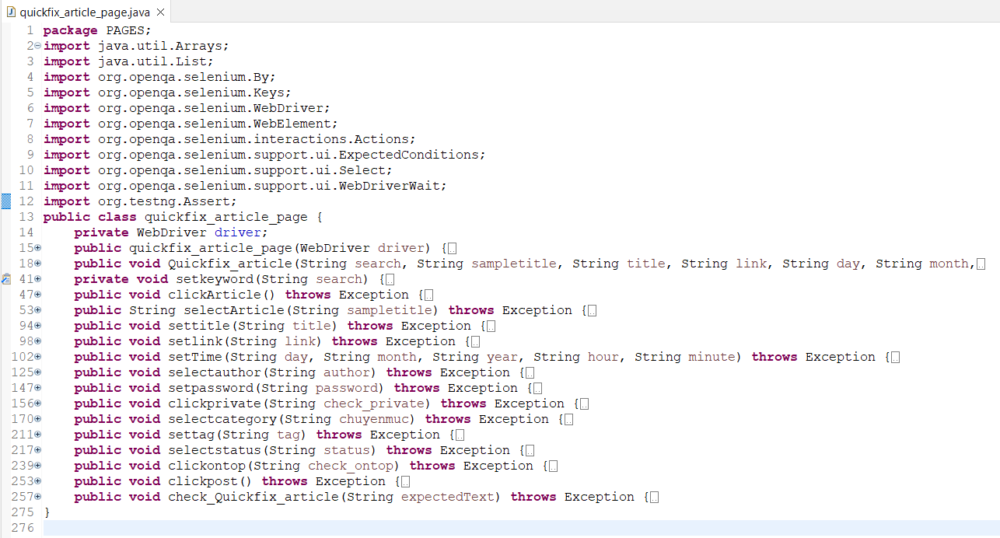 quickfix_article_page.java
1 package PAGES;
2 import java.util.Arrays;
3 import java.util.List;
4 import org.openqa.selenium.By;
5 import org.openqa.selenium.Keys;
6 import org.openqa.selenium.WebDriver;
7 import org.openqa.selenium.WebElement;
8 import org.openqa.selenium.interactions.Actions;
9 import org.openqa.selenium.support.ui.ExpectedConditions;
10 import org.openqa.selenium.support.ui.Select;
11 import org.openqa.selenium.support.ui.WebDriverWait;
12 import org.testng.Assert;
13 public class quickfix_article_page {
14 private WebDriver driver;
15 public quickfix_article_page(WebDriver driver) {
18 public void Quickfix_article(String search, String sampletitle, String title, String link, String day, String month,
41 private void setkeyword(String search) {
47 public void clickArticle() throws Exception {
53 public String selectArticle(String sampletitle) throws Exception {
94 public void settitle(String title) throws Exception {
98 public void setlink(String link) throws Exception {
102 public void setTime(String day, String month, String year, String hour, String minute) throws Exception {
125 public void selectauthor(String author) throws Exception {
147 public void setpassword(String password) throws Exception {
156 public void clickprivate(String check_private) throws Exception {
170 public void selectcategory(String chuyenmuc) throws Exception {
211 public void settag(String tag) throws Exception {
217 public void selectstatus(String status) throws Exception {
239 public void clickontop(String check_ontop) throws Exception {
253 public void clickpost() throws Exception {
257 public void check_Quickfix_article(String expectedText) throws Exception {
275 }
276